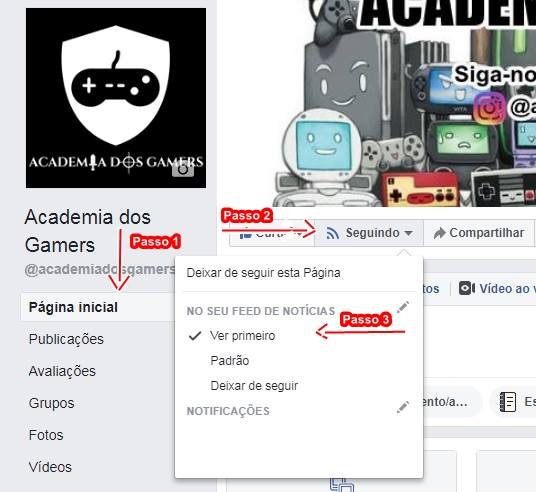 ACADEM
Siga-no
@a
VITA
ACADEMIA DOS GAMERS
Academia dos
Gamers
@academiadosgamers
Passo 1
Passo 2
Seguindo
Compartilhar
Deixar de seguir esta Página
NO SEU FEED DE NOTÍCIAS
Ver primeiro
Passo 3
Padrão
Deixar de seguir
NOTIFICAÇÕES
tos
Vídeo ao v
ento/a...
Es
Página inicial
Publicações
Avaliações
Grupos
Fotos
Vídeos